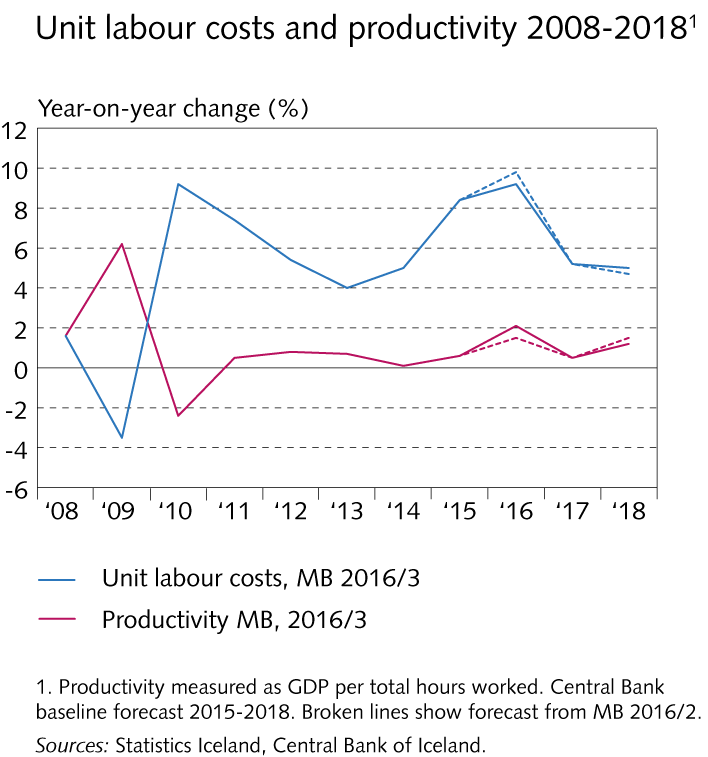 Unit labour costs and productivity 2008-2018¹
Year-on-year change (%)
12
10
8
6
4
2
0
-2
-4
-6
‘08 ‘09 ‘10 ‘11 ‘12 ‘13 ‘14 ‘15 ‘16 ‘17 ‘18
Unit labour costs, MB 2016/3
Productivity MB, 2016/3
1. Productivity measured as GDP per total hours worked. Central Bank
baseline forecast 2015-2018. Broken lines show forecast from MB 2016/2.
Sources: Statistics Iceland, Central Bank of Iceland.